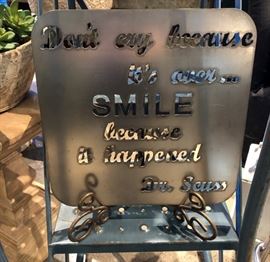 Don't cry because
it's over...
SMILE
because
it happened
Dr. Seuss